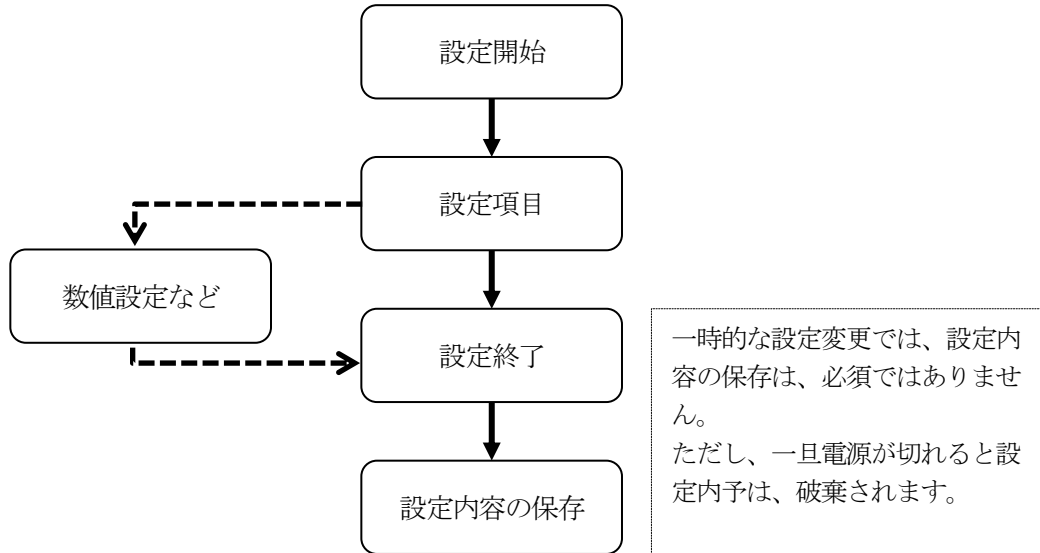 設定開始
設定項目
数値設定など
設定終了
一時的な設定変更では、設定内
容の保存は、必須ではありませ
ん。
ただし、一旦電源が切れると設
定内予は、破棄されます。
設定内容の保存